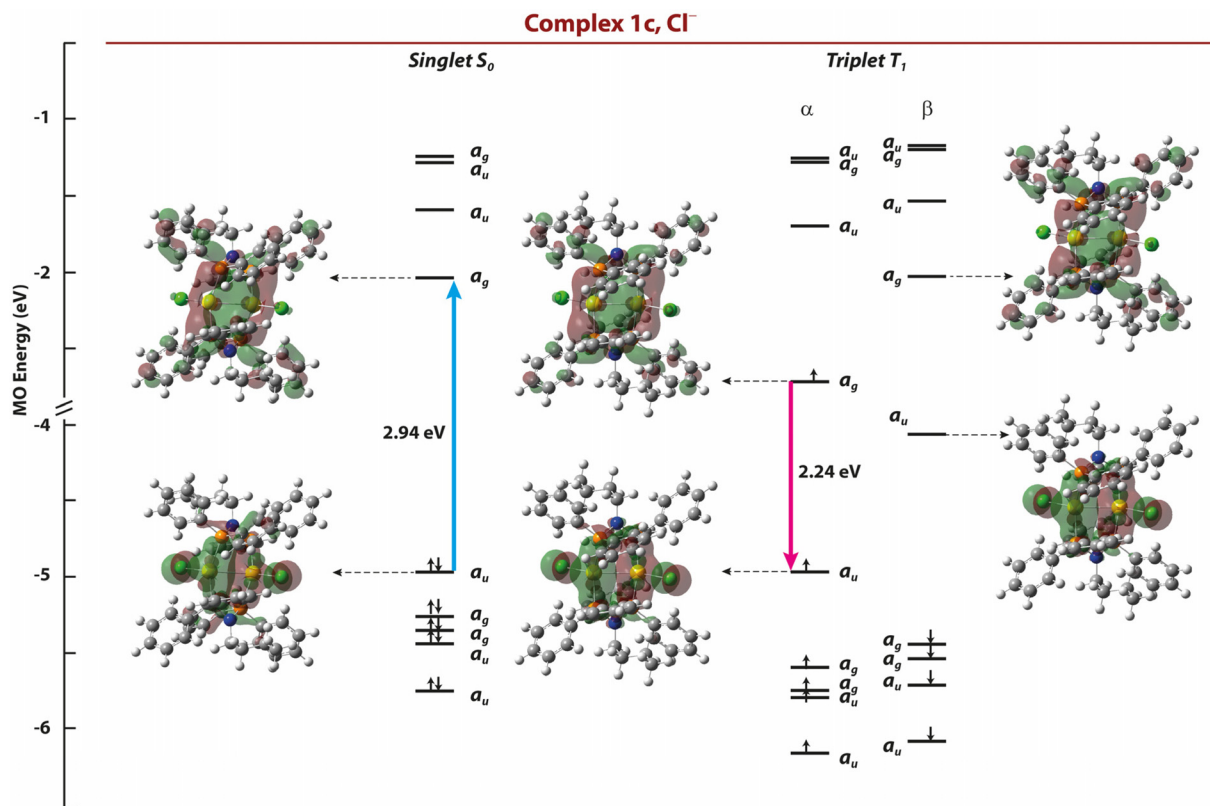 Complex 1c, Cl⁻
Singlet S₀
Triplet T₁
α
β
MO Energy (eV)
-1
-2
-4
-5
-6
a_g
a_u
a_u
a_g
2.94 eV
a_u
a_g
a_g
a_u
a_u
a_u
a_g
a_u
a_g
2.24 eV
a_u
a_g
a_g
a_u
a_u
a_u
a_g
a_u
a_g
a_u
a_g
a_g
a_u
a_u